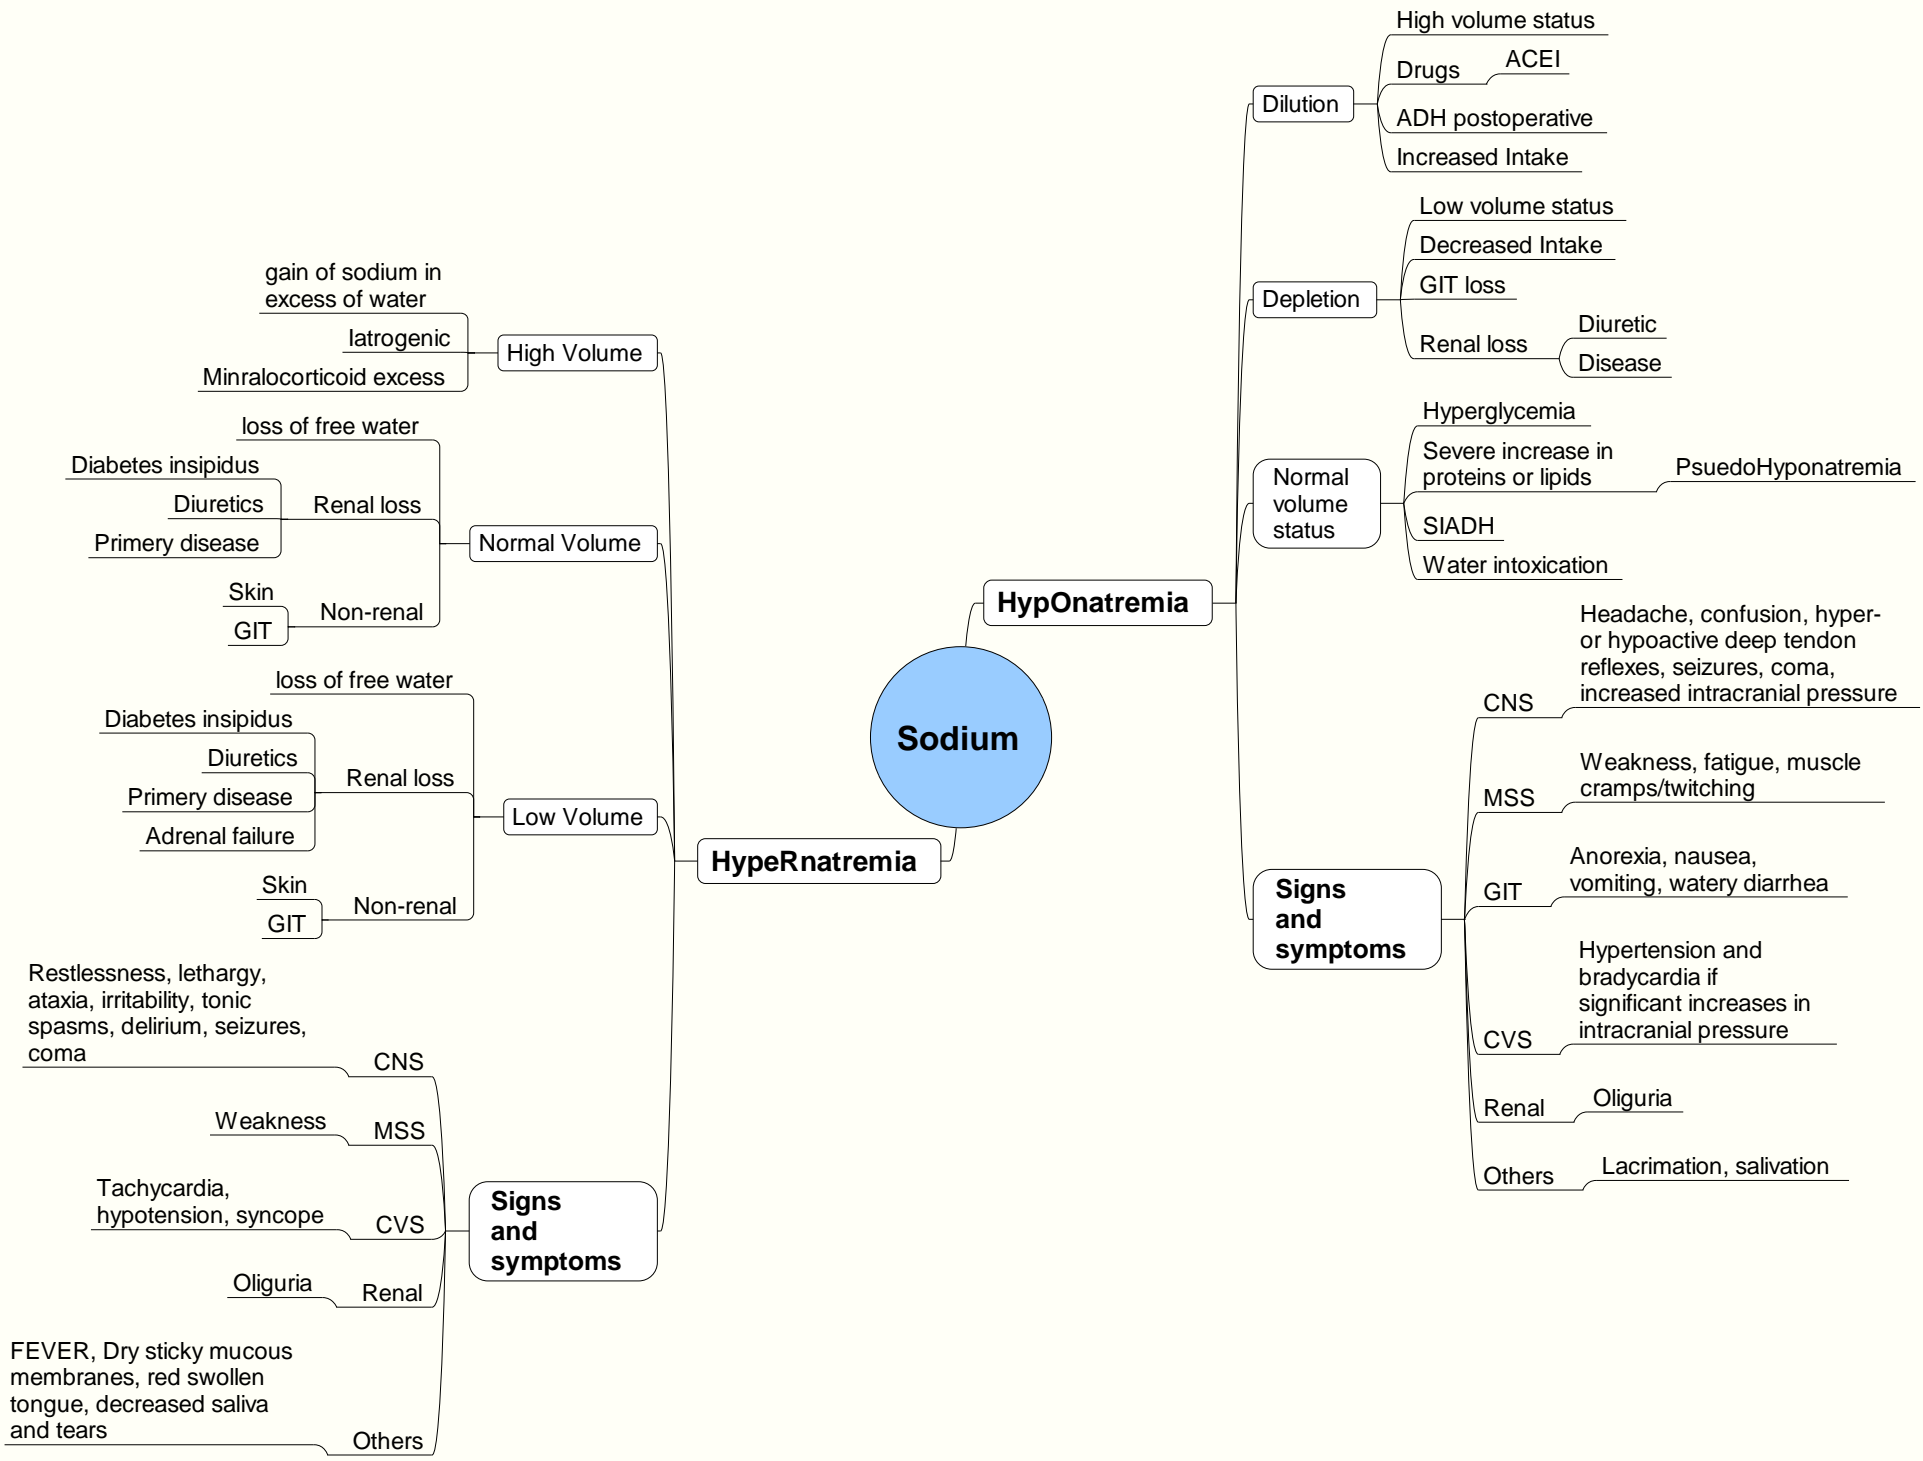 Sodium
HypOnatremia
Dilution
High volume status
Drugs
ACEI
ADH postoperative
Increased Intake
Depletion
Low volume status
Decreased Intake
GIT loss
Renal loss
Diuretic
Disease
Normal
volume
status
Hyperglycemia
Severe increase in
proteins or lipids
PsuedoHyponatremia
SIADH
Water intoxication
Signs
and
symptoms
CNS
Headache, confusion, hyper-
or hypoactive deep tendon
reflexes, seizures, coma,
increased intracranial pressure
MSS
Weakness, fatigue, muscle
cramps/twitching
GIT
Anorexia, nausea,
vomiting, watery diarrhea
CVS
Hypertension and
bradycardia if
significant increases in
intracranial pressure
Renal
Oliguria
Others
Lacrimation, salivation
HypeRnatremia
High Volume
gain of sodium in
excess of water
Iatrogenic
Minralocorticoid excess
Normal Volume
loss of free water
Renal loss
Diabetes insipidus
Diuretics
Primery disease
Non-renal
Skin
GIT
Low Volume
loss of free water
Renal loss
Diabetes insipidus
Diuretics
Primery disease
Adrenal failure
Non-renal
Skin
GIT
Signs
and
symptoms
CNS
Restlessness, lethargy,
ataxia, irritability, tonic
spasms, delirium, seizures,
coma
MSS
Weakness
CVS
Tachycardia,
hypotension, syncope
Renal
Oliguria
Others
FEVER, Dry sticky mucous
membranes, red swollen
tongue, decreased saliva
and tears